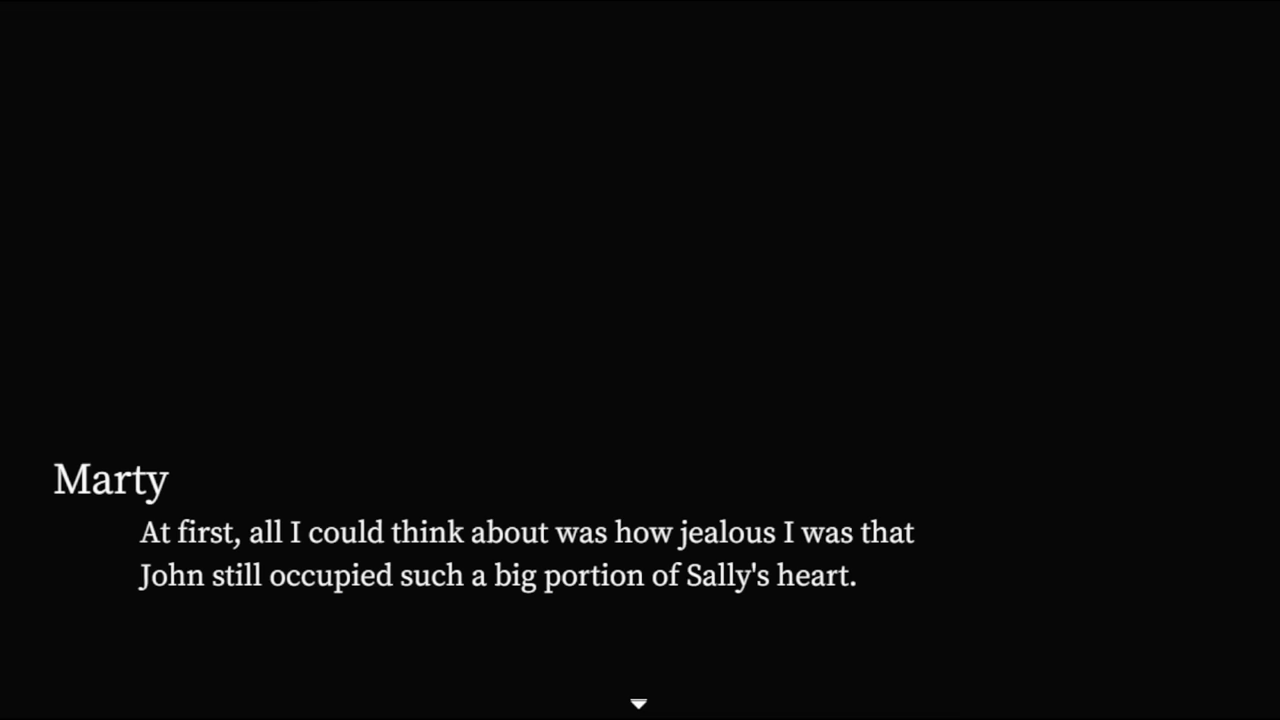 Marty
At first, all I could think about was how jealous I was that
John still occupied such a big portion of Sally's heart.